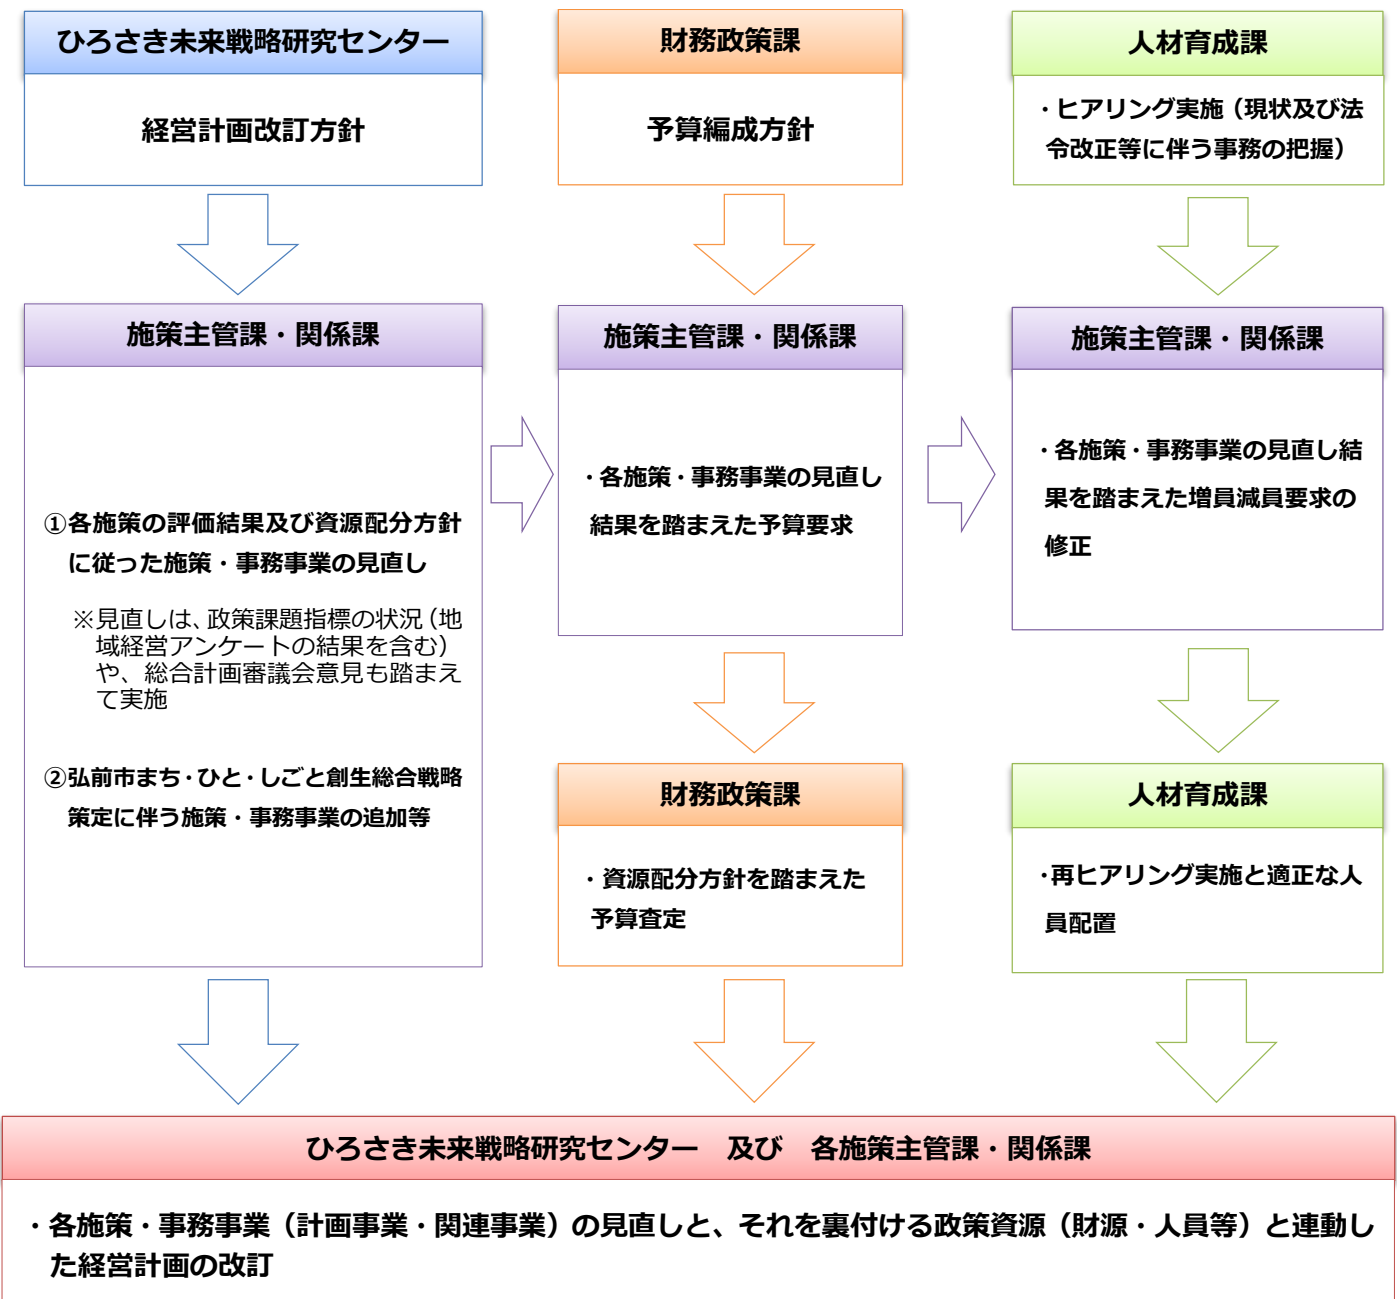 ひろさき未来戦略研究センター
経営計画改訂方針
財務政策課
予算編成方針
人材育成課
・ヒアリング実施（現状及び法
令改正等に伴う事務の把握）
施策主管課・関係課
①各施策の評価結果及び資源配分方針
に従った施策・事務事業の見直し
※見直しは、政策課題指標の状況（地
域経営アンケートの結果を含む）
や、総合計画審議会意見も踏まえ
て実施
②弘前市まち・ひと・しごと創生総合戦略
策定に伴う施策・事務事業の追加等
施策主管課・関係課
・各施策・事務事業の見直し
結果を踏まえた予算要求
施策主管課・関係課
・各施策・事務事業の見直し結
果を踏まえた増員減員要求の
修正
財務政策課
・資源配分方針を踏まえた
予算査定
人材育成課
・再ヒアリング実施と適正な人
員配置
ひろさき未来戦略研究センター　及び　各施策主管課・関係課
・各施策・事務事業（計画事業・関連事業）の見直しと、それを裏付ける政策資源（財源・人員等）と連動し
た経営計画の改訂